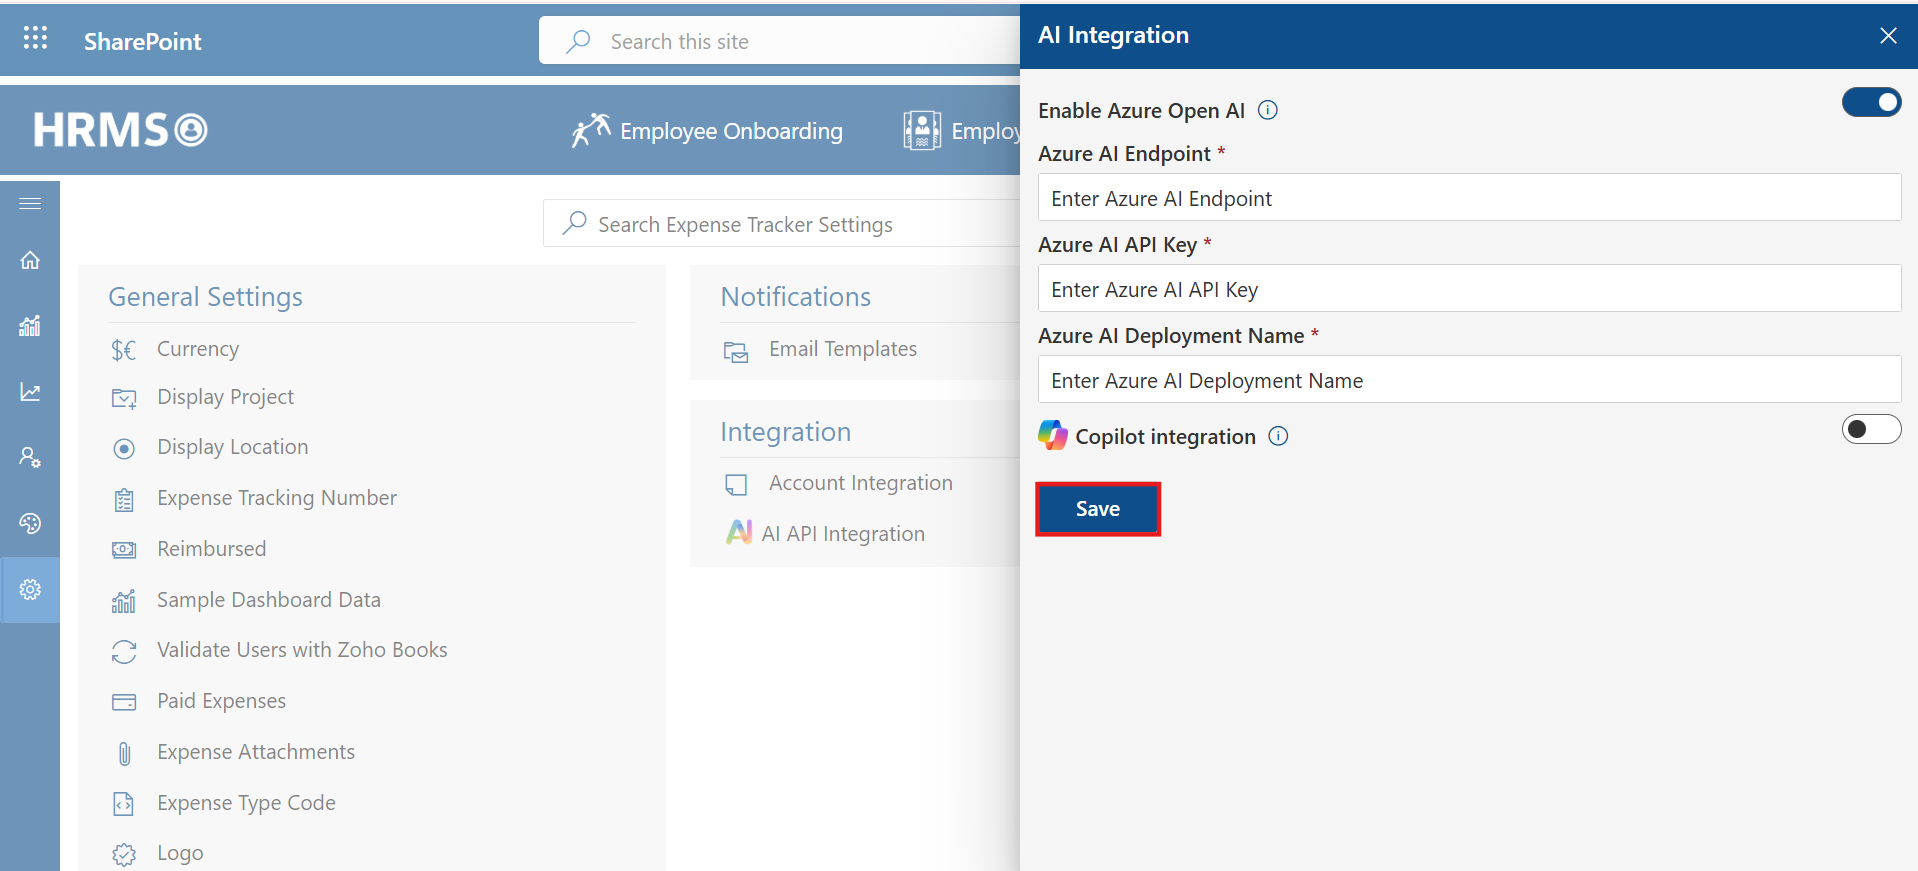 SharePoint
Search this site
HRMS
Employee Onboarding
Employ
Search Expense Tracker Settings
General Settings
Currency
Display Project
Display Location
Expense Tracking Number
Reimbursed
Sample Dashboard Data
Validate Users with Zoho Books
Paid Expenses
Expense Attachments
Expense Type Code
Logo
Notifications
Email Templates
Integration
Account Integration
AI API Integration
AI Integration
Enable Azure Open AI
Azure AI Endpoint *
Enter Azure AI Endpoint
Azure AI API Key *
Enter Azure AI API Key
Azure AI Deployment Name *
Enter Azure AI Deployment Name
Copilot integration
Save